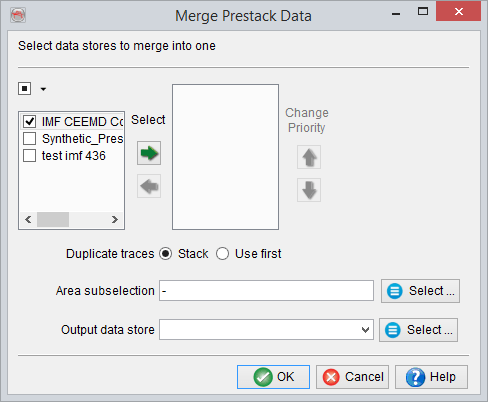 Merge Prestack Data
Select data stores to merge into one
IMF CEEMD Co
Synthetic_Pres
test imf 436
Select
Change
Priority
Duplicate traces Stack Use first
Area subselection - Select ...
Output data store Select ...
OK Cancel Help